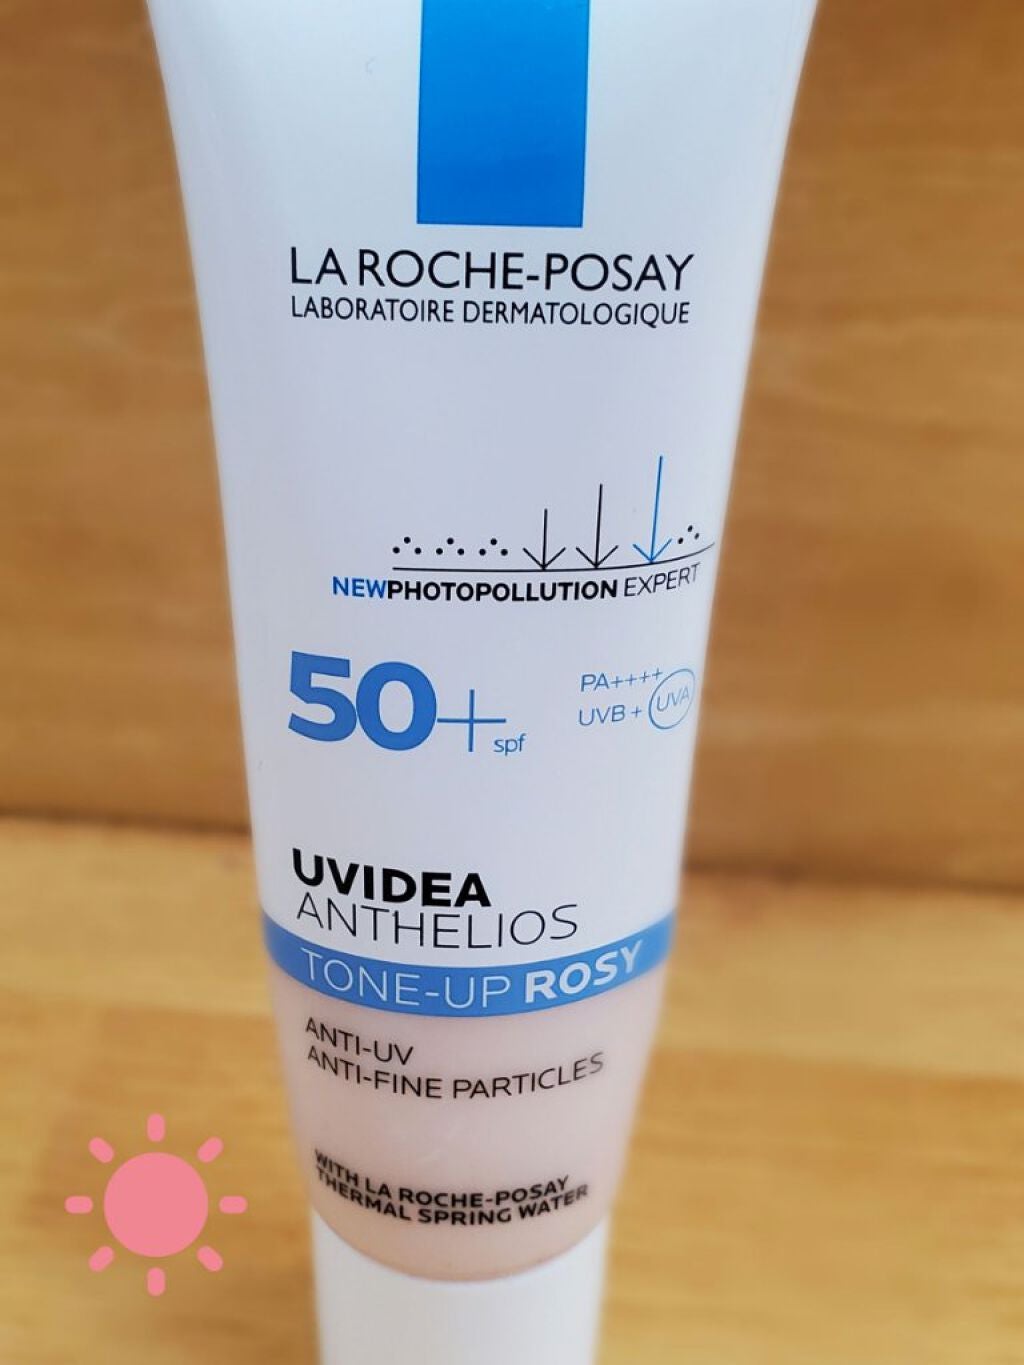 LA ROCHE-POSAY
LABORATOIRE DERMATOLOGIQUE
NEWPHOTOPOLLUTION EXPERT
50+ spf
PA++++
UVB + UVA
UVIDEA
ANTHELIOS
TONE-UP ROSY
ANTI-UV
ANTI-FINE PARTICLES
WITH LA ROCHE-POSAY
THERMAL SPRING WATER